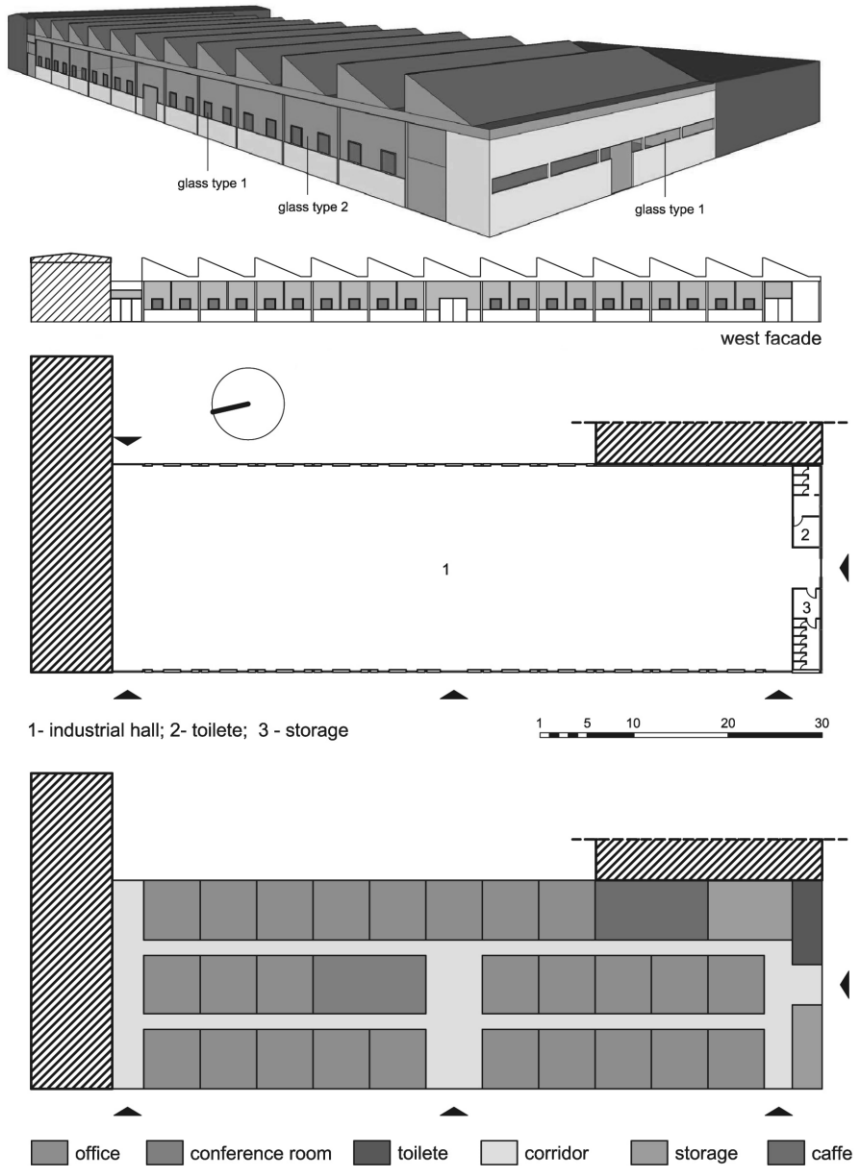 glass type 1
glass type 2
glass type 1
west facade
1
2
3
1- industrial hall; 2- toilete; 3 - storage
1 5 10 20 30
office conference room toilete corridor storage caffe